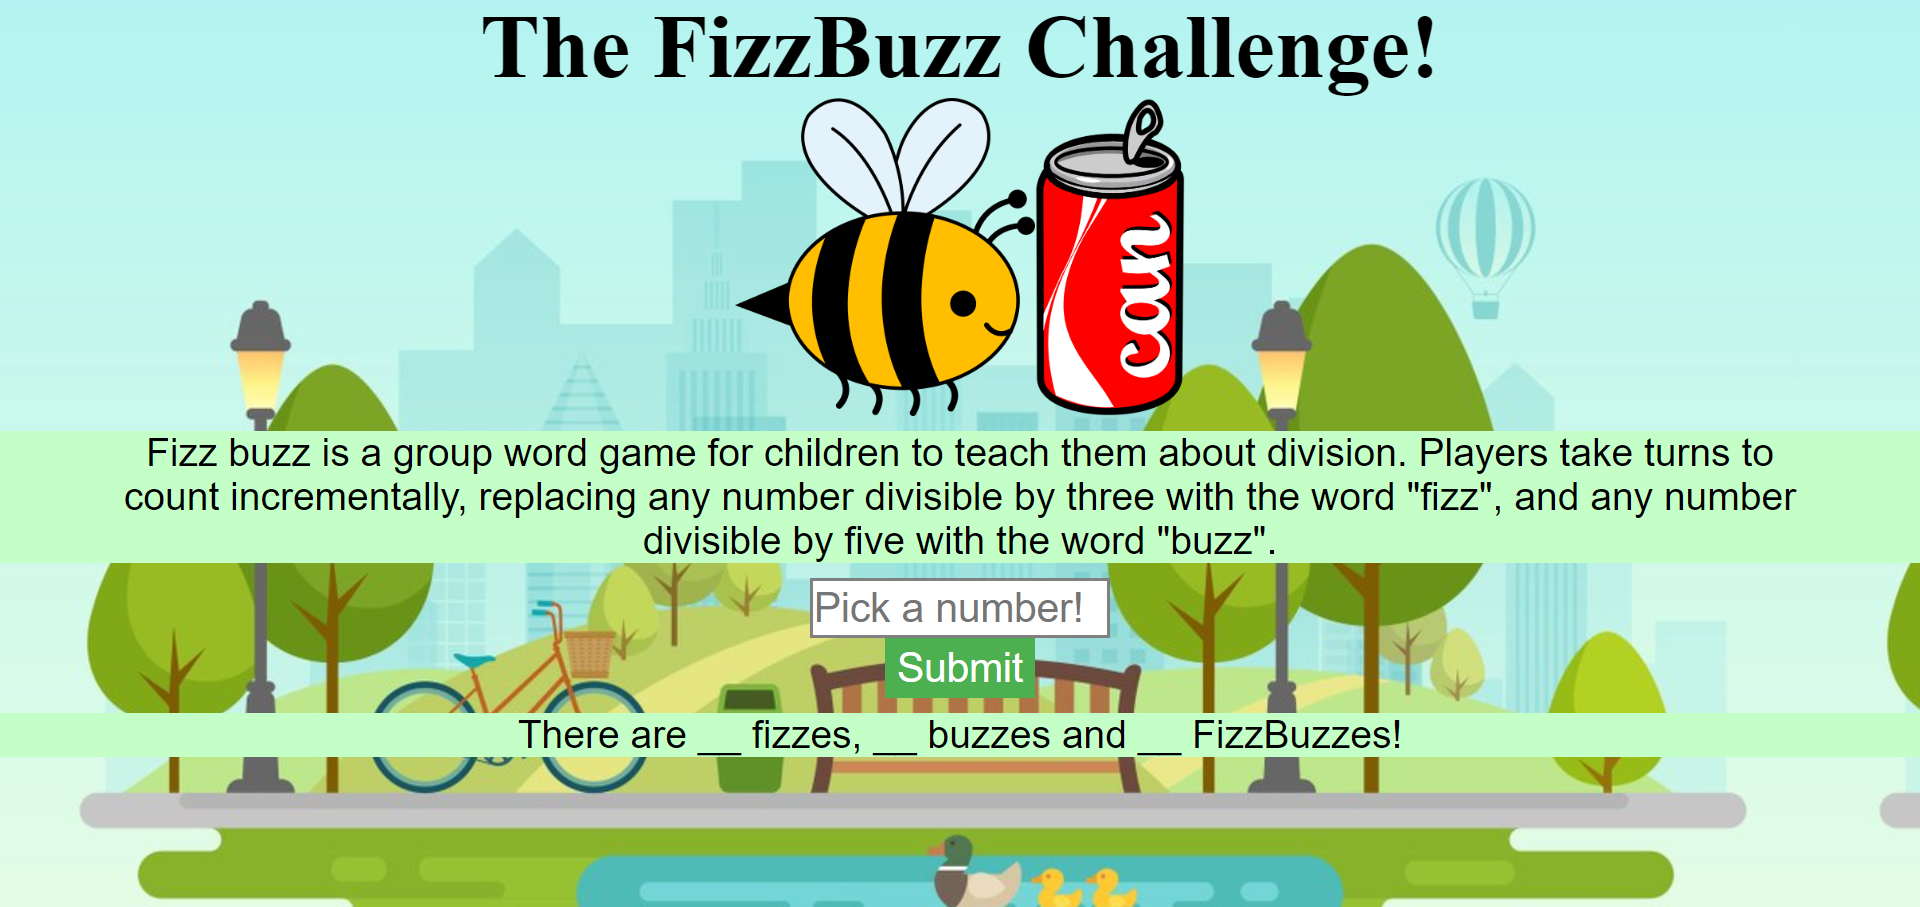 The FizzBuzz Challenge!
can
Fizz buzz is a group word game for children to teach them about division. Players take turns to
count incrementally, replacing any number divisible by three with the word "fizz", and any number
divisible by five with the word "buzz".
Pick a number!
Submit
There are __ fizzes, __ buzzes and __ FizzBuzzes!